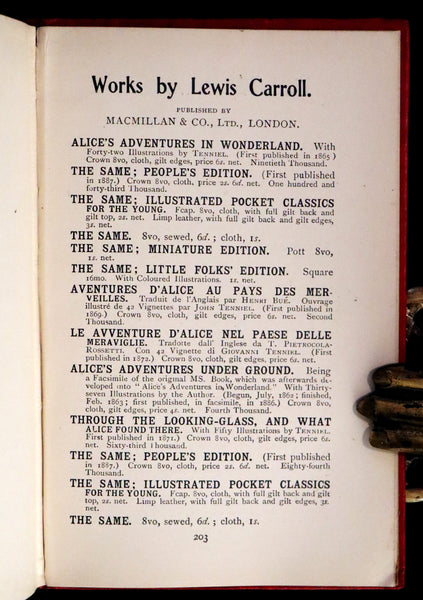 Works by Lewis Carroll.
PUBLISHED BY
MACMILLAN & CO., LTD., LONDON.
ALICE'S ADVENTURES IN WONDERLAND. With
Forty-two Illustrations by TENNIEL. (First published in 1865)
Crown 8vo, cloth, gilt edges, price 6s. net. Ninetieth Thousand.
THE SAME; PEOPLE'S EDITION. (First published
in 1887.) Crown 8vo, cloth, price 2s. 6d. net. One hundred and
forty-third Thousand.
THE SAME; ILLUSTRATED POCKET CLASSICS
FOR THE YOUNG. Fcap. 8vo, cloth, with full gilt back and
gilt top, 2s. net. Limp leather, with full gilt back and gilt edges,
3s. net.
THE SAME. 8vo, sewed, 6d.; cloth, 1s.
THE SAME; MINIATURE EDITION. Pott 8vo,
1s. net.
THE SAME; LITTLE FOLKS' EDITION. Square
16mo. With Coloured Illustrations. 1s. net.
AVENTURES D'ALICE AU PAYS DES MER-
VEILLES. Traduit de l'Anglais par HENRI BUÉ. Ouvrage
illustré de 42 Vignettes par JOHN TENNIEL. (First published in
1869.) Crown 8vo, cloth, gilt edges, price 6s. net. Second
Thousand.
LE AVVENTURE D'ALICE NEL PAESE DELLE
MERAVIGLIE. Tradotte dall' Inglese da T. PIETROCOLA-
ROSSETTI. Con 42 Vignette di GIOVANNI TENNIEL. (First
published in 1872.) Crown 8vo, cloth, gilt edges, price 6s. net.
ALICE'S ADVENTURES UNDER GROUND. Being
a Facsimile of the original MS. Book, which was afterwards de-
veloped into "Alice's Adventures in Wonderland." With Thirty-
seven Illustrations by the Author. (Begun, July, 1862; finished,
Feb. 1863; first published, in facsimile, in 1886.) Crown 8vo,
cloth, gilt edges, price 4s. net. Fourth Thousand.
THROUGH THE LOOKING-GLASS, AND WHAT
ALICE FOUND THERE. With Fifty Illustrations by TENNIEL.
First published in 1871.) Crown 8vo, cloth, gilt edges, price 6s.
net. Sixty-third Thousand.
THE SAME; PEOPLE'S EDITION. (First published
in 1887.) Crown 8vo, cloth, price 2s. 6d. net. Eighty-fourth
Thousand.
THE SAME; ILLUSTRATED POCKET CLASSICS
FOR THE YOUNG. Fcap. 8vo, cloth, with full gilt back and gilt
top, 2s. net. Limp leather, with full gilt back and gilt edges, 3s.
net.
THE SAME. 8vo, sewed, 6d.; cloth, 1s.
203